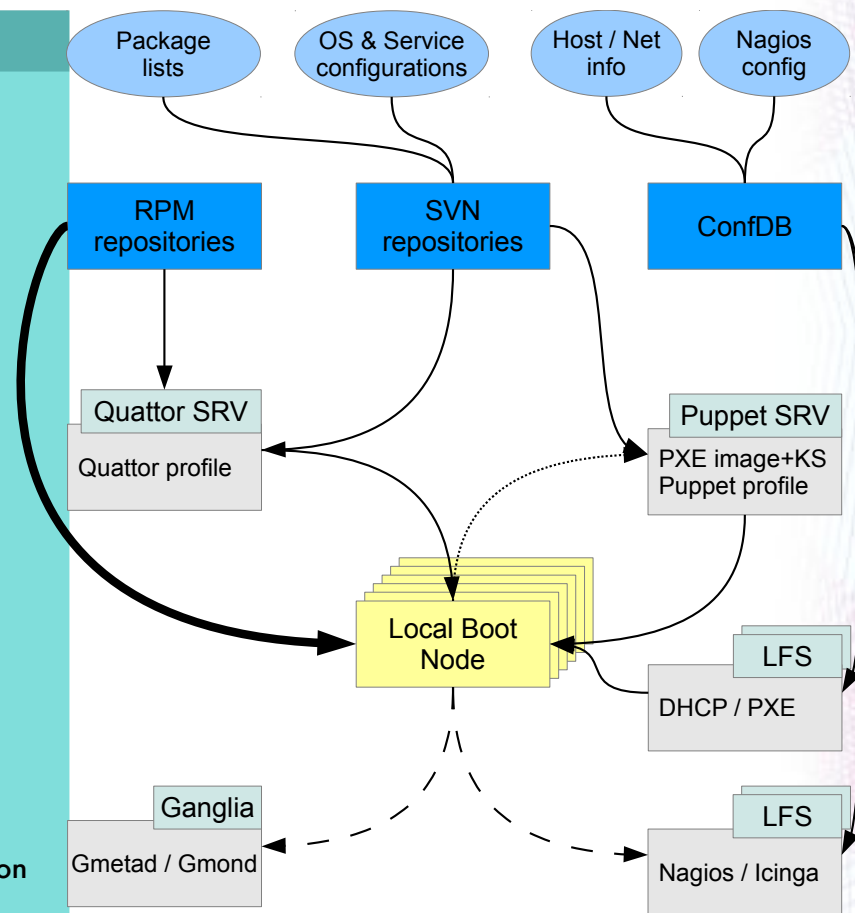 Package
lists
OS & Service
configurations
Host / Net
info
Nagios
config
RPM
repositories
SVN
repositories
ConfDB
Quattor SRV
Quattor profile
Puppet SRV
PXE image+KS
Puppet profile
Local Boot
Node
LFS
DHCP / PXE
Ganglia
Gmetad / Gmond
LFS
Nagios / Icinga
on